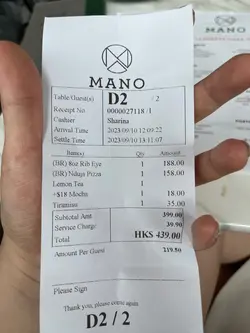 MANO
Table/Guest(s) D2 / 2
Receipt No 0000027118 / 1
Cashier Sharina
Arrival Time 2023/09/10 12:09:22
Settle Time 2023/09/10 13:11:07
Item(s) Qty Amount
(BR) 8oz Rib Eye 1 188.00
(BR) Nduja Pizza 1 158.00
Lemon Tea 1
+$18 Mocha 1 18.00
Tiramisu 1 35.00
Subtotal Amt 399.00
Service Charge 39.90
Total HK$ 439.00
Amount Per Guest 219.50
Please Sign
Thank you, please come again
D2 / 2
MANO